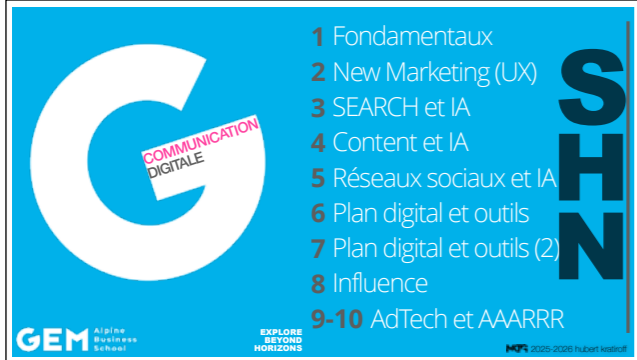 COMMUNICATION
DIGITALE
1 Fondamentaux
2 New Marketing (UX)
3 SEARCH et IA
4 Content et IA
5 Réseaux sociaux et IA
6 Plan digital et outils
7 Plan digital et outils (2)
8 Influence
9-10 AdTech et AAARRR
SHN
GEM Alpine
Business
School
EXPLORE
BEYOND
HORIZONS
2025-2026 hubert kratiroff